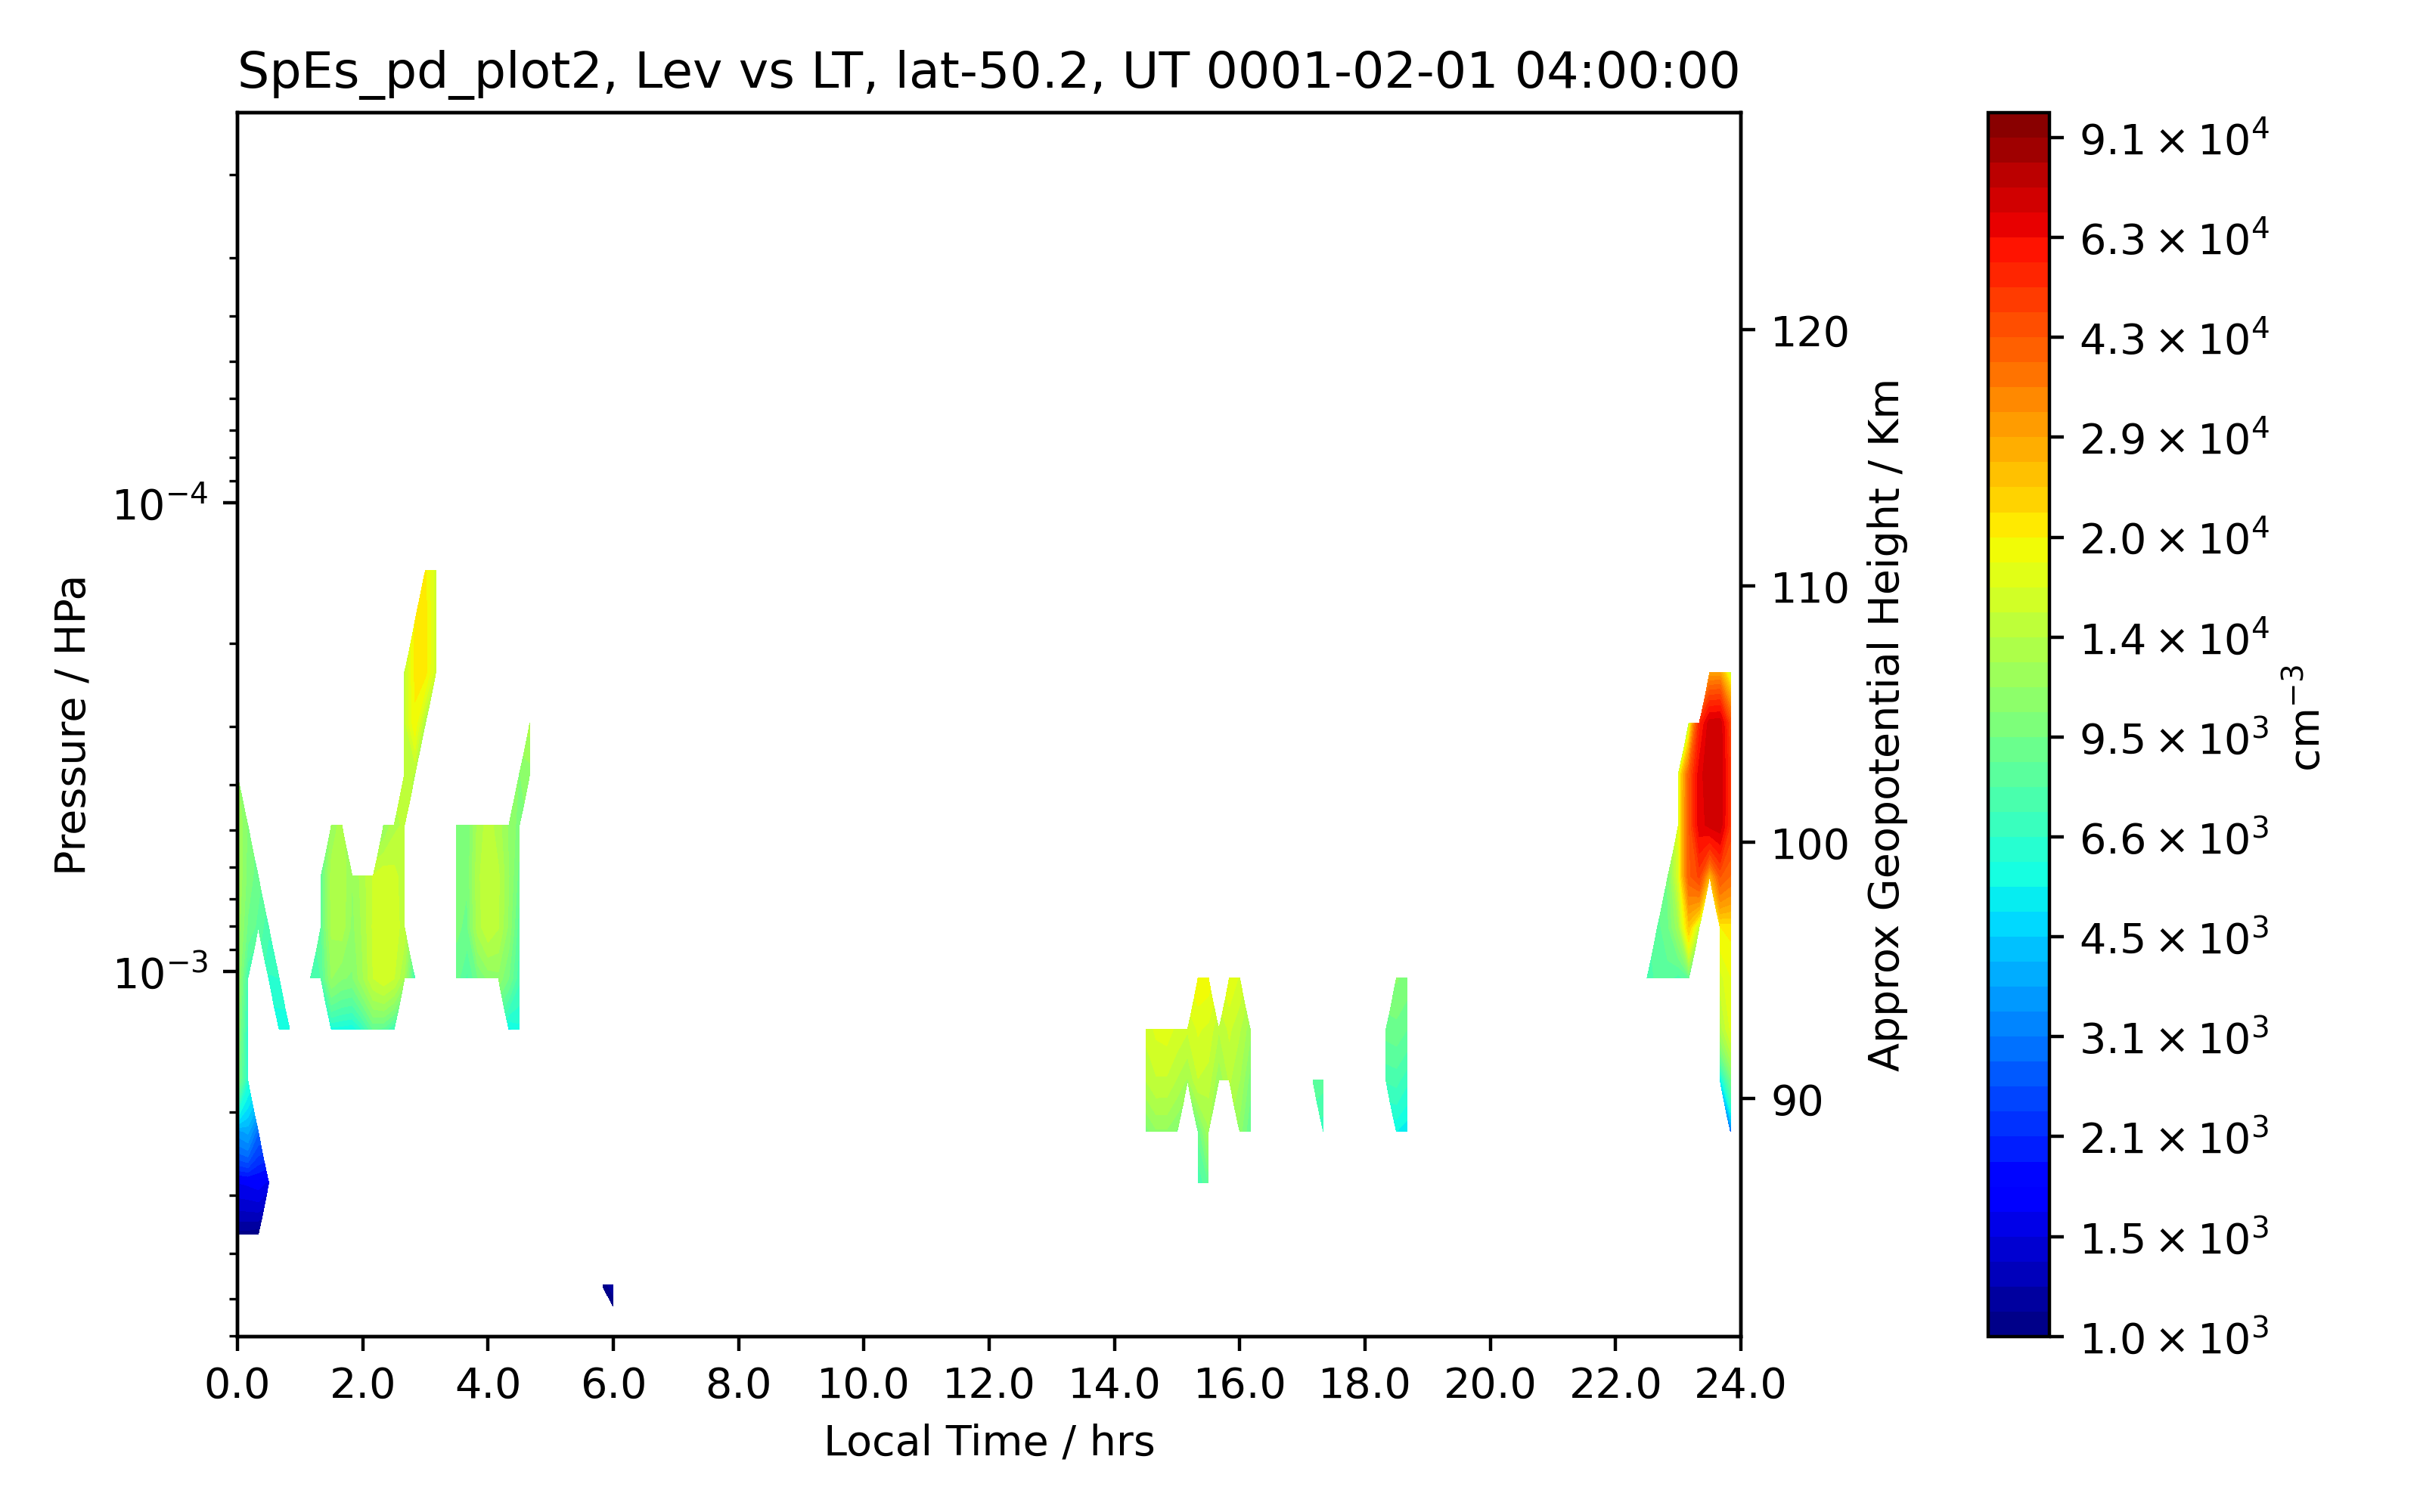 SpEs_pd_plot2, Lev vs LT, lat-50.2, UT 0001-02-01 04:00:00
Pressure / HPa
10⁻⁴
10⁻³
0.0 2.0 4.0 6.0 8.0 10.0 12.0 14.0 16.0 18.0 20.0 22.0 24.0
Local Time / hrs
120
110
100
90
Approx Geopotential Height / Km
9.1 × 10⁴
6.3 × 10⁴
4.3 × 10⁴
2.9 × 10⁴
2.0 × 10⁴
1.4 × 10⁴
9.5 × 10³
6.6 × 10³
4.5 × 10³
3.1 × 10³
2.1 × 10³
1.5 × 10³
1.0 × 10³
cm⁻³